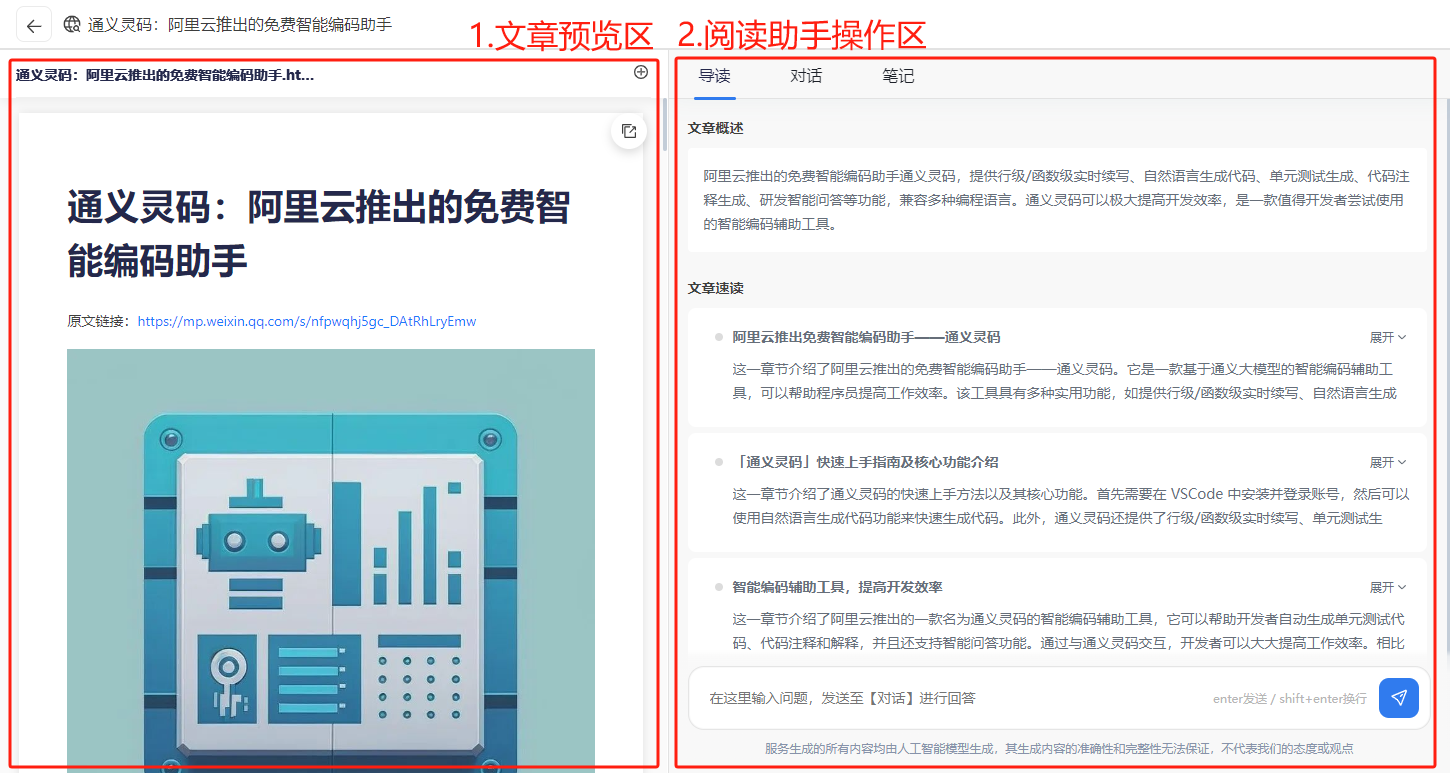 通义灵码：阿里云推出的免费智能编码助手
1.文章预览区
2.阅读助手操作区
通义灵码：阿里云推出的免费智能编码助手.ht...
通义灵码：阿里云推出的免费智
能编码助手
原文链接：https://mp.weixin.qq.com/s/nfpwqhj5gc_DAtRhLryEmw
导读 对话 笔记
文章概述
阿里云推出的免费智能编码助手通义灵码，提供行级/函数级实时续写、自然语言生成代码、单元测试生成、代码注
释生成、研发智能问答等功能，兼容多种编程语言。通义灵码可以极大提高开发效率，是一款值得开发者尝试使用
的智能编码辅助工具。
文章速读
阿里云推出免费智能编码助手——通义灵码 展开
这一章节介绍了阿里云推出的免费智能编码助手——通义灵码。它是一款基于通义大模型的智能编码辅助工
具，可以帮助程序员提高工作效率。该工具具有多种实用功能，如提供行级/函数级实时续写、自然语言生成
「通义灵码」快速上手指南及核心功能介绍 展开
这一章节介绍了通义灵码的快速上手方法以及其核心功能。首先需要在 VSCode 中安装并登录账号，然后可以
使用自然语言生成代码功能来快速生成代码。此外，通义灵码还提供了行级/函数级实时续写、单元测试生
智能编码辅助工具，提高开发效率 展开
这一章节介绍了阿里云推出的一款名为通义灵码的智能编码辅助工具，它可以帮助开发者自动生成单元测试代
码、代码注释和解释，并且还支持智能问答功能。通过与通义灵码交互，开发者可以大大提高工作效率。相比
在这里输入问题，发送至【对话】进行回答 enter发送 / shift+enter换行
服务生成的所有内容均由人工智能模型生成，其生成内容的准确性和完整性无法保证，不代表我们的态度或观点